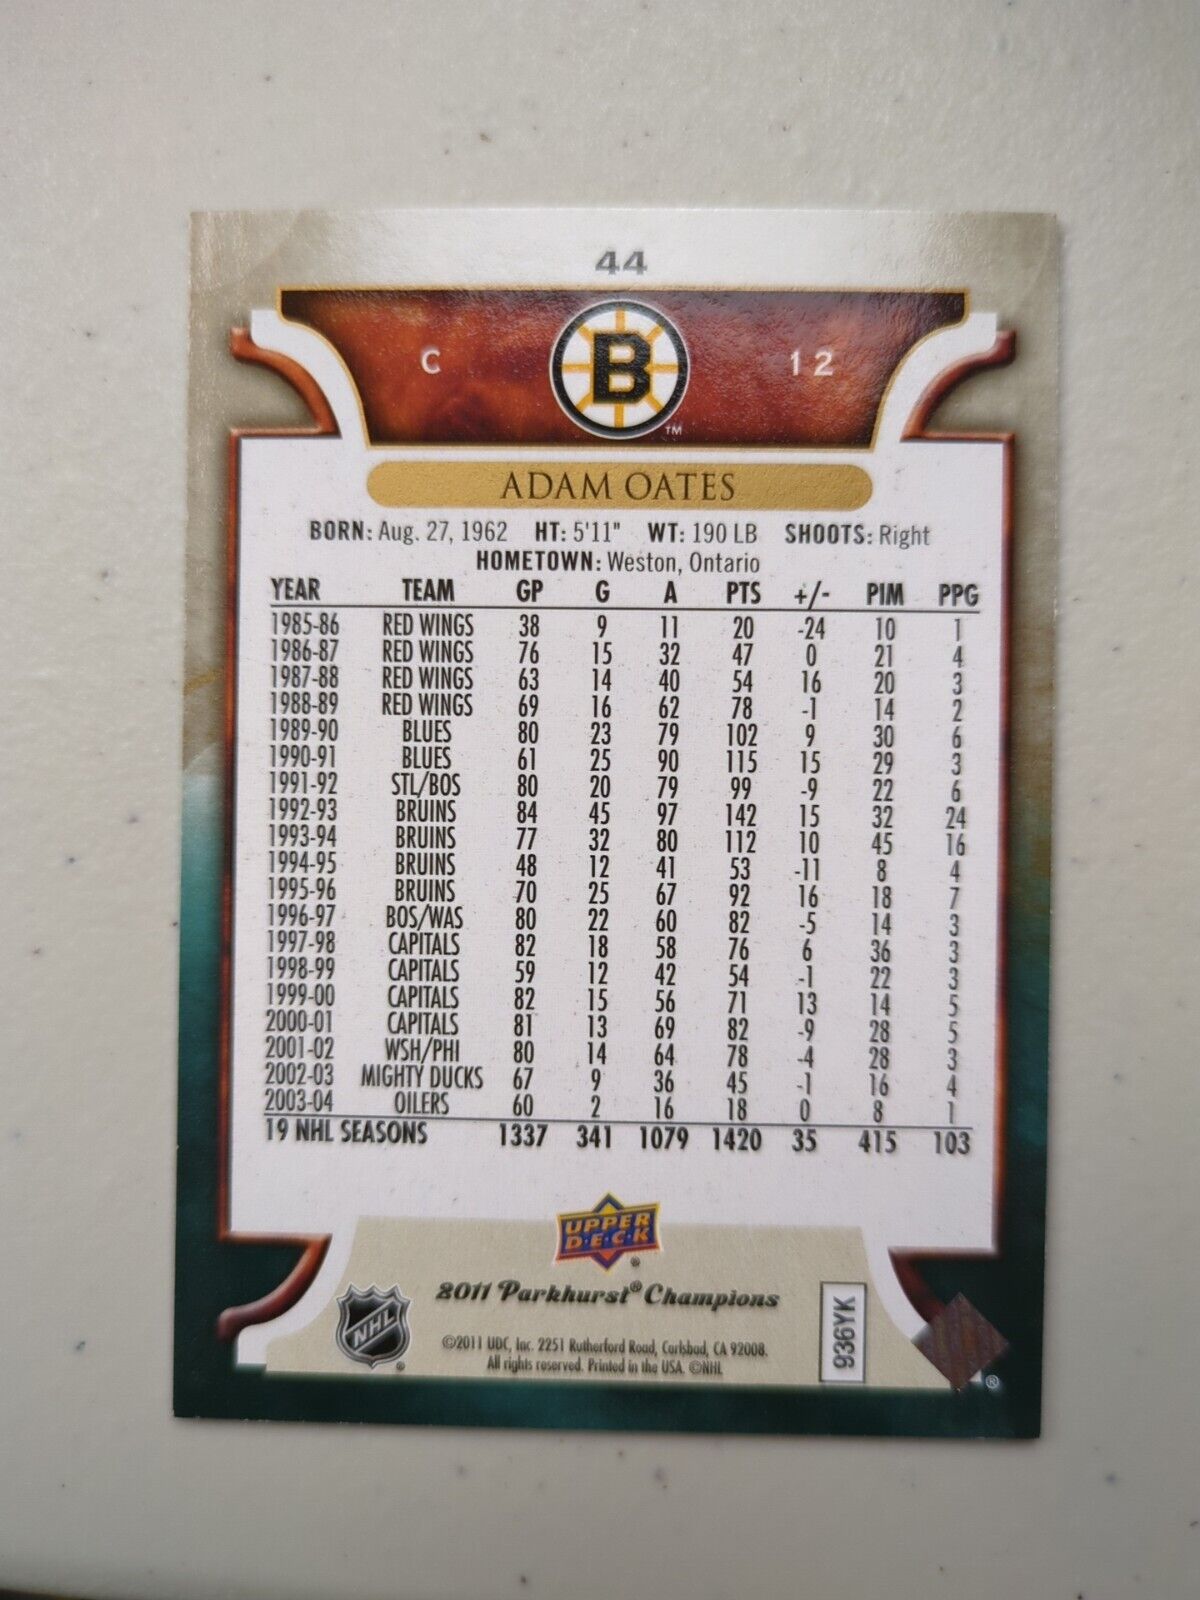 44
C B 12
TM
ADAM OATES
BORN: Aug. 27, 1962 HT: 5'11" WT: 190 LB SHOOTS: Right
HOMETOWN: Weston, Ontario
YEAR TEAM GP G A PTS +/- PIM PPG
1985-86 RED WINGS 38 9 11 20 -24 10 1
1986-87 RED WINGS 76 15 32 47 0 21 4
1987-88 RED WINGS 63 14 40 54 16 20 3
1988-89 RED WINGS 69 16 62 78 -1 14 2
1989-90 BLUES 80 23 79 102 9 30 6
1990-91 BLUES 61 25 90 115 15 29 3
1991-92 STL/BOS 80 20 79 99 -9 22 6
1992-93 BRUINS 84 45 97 142 15 32 24
1993-94 BRUINS 77 32 80 112 10 45 16
1994-95 BRUINS 48 12 41 53 -11 8 4
1995-96 BRUINS 70 25 67 92 16 18 7
1996-97 BOS/WAS 80 22 60 82 -5 14 3
1997-98 CAPITALS 82 18 58 76 6 36 3
1998-99 CAPITALS 59 12 42 54 -1 22 3
1999-00 CAPITALS 82 15 56 71 13 14 5
2000-01 CAPITALS 81 13 69 82 -9 28 5
2001-02 WSH/PHI 80 14 64 78 -4 28 3
2002-03 MIGHTY DUCKS 67 9 36 45 -1 16 4
2003-04 OILERS 60 2 16 18 0 8 1
19 NHL SEASONS 1337 341 1079 1420 35 415 103
UPPER
DECK
®
2011 Parkhurst® Champions
NHL
®
©2011 UDC, Inc. 2251 Rutherford Road, Carlsbad, CA 92008.
All rights reserved. Printed in the USA. ©NHL
936YK
®